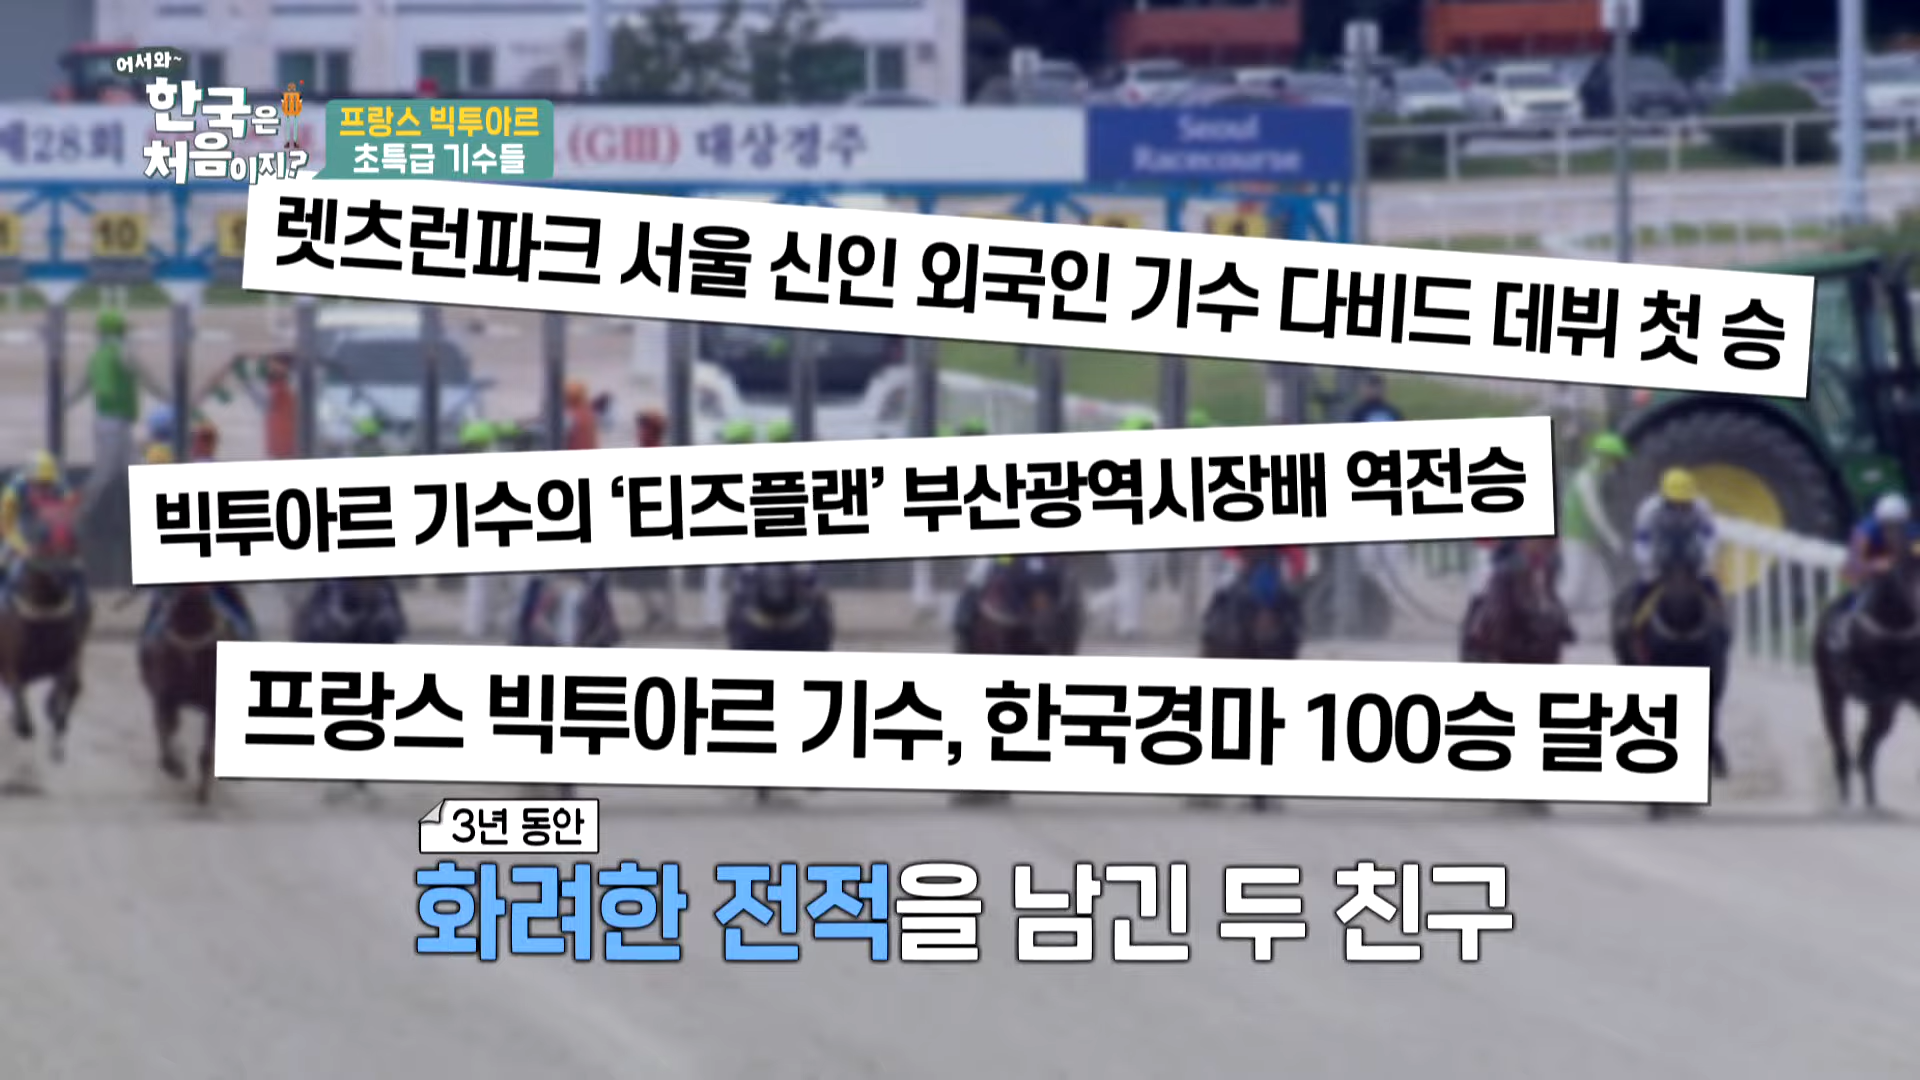 어서와~
한국은
처음이지?
프랑스 빅투아르
초특급 기수들
제28회
(GIII) 대상경주
Seoul
Racecourse
10
렛츠런파크 서울 신인 외국인 기수 다비드 데뷔 첫 승
빅투아르 기수의 ‘티즈플랜’ 부산광역시장배 역전승
프랑스 빅투아르 기수, 한국경마 100승 달성
3년 동안
화려한 전적을 남긴 두 친구